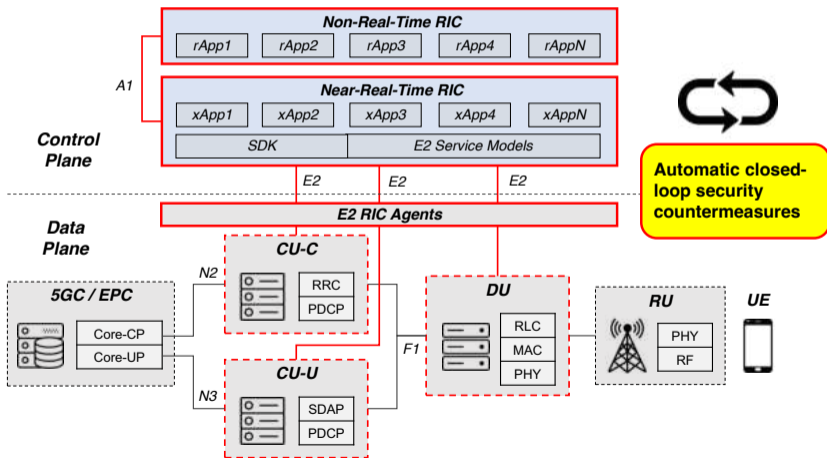 Non-Real-Time RIC
rApp1
rApp2
rApp3
rApp4
rAppN
A1
Near-Real-Time RIC
xApp1
xApp2
xApp3
xApp4
xAppN
SDK
E2 Service Models
Control
Plane
E2
E2
E2
Automatic closed-
loop security
countermeasures
E2 RIC Agents
Data
Plane
CU-C
RRC
PDCP
N2
5GC / EPC
Core-CP
Core-UP
N3
CU-U
SDAP
PDCP
F1
DU
RLC
MAC
PHY
RU
PHY
RF
UE